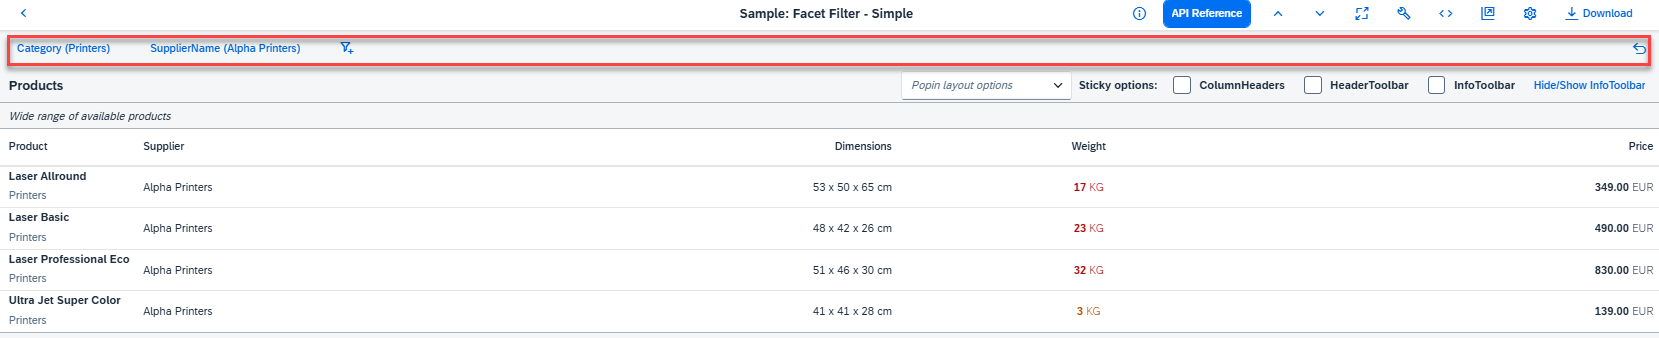 Sample: Facet Filter - Simple API Reference Download
Category (Printers) SupplierName (Alpha Printers)
Products Popin layout options Sticky options: ColumnHeaders HeaderToolbar InfoToolbar Hide/Show InfoToolbar
Wide range of available products
Product Supplier Dimensions Weight Price
Laser Allround
Printers Alpha Printers 53 x 50 x 65 cm 17 KG 349.00 EUR
Laser Basic
Printers Alpha Printers 48 x 42 x 26 cm 23 KG 490.00 EUR
Laser Professional Eco
Printers Alpha Printers 51 x 46 x 30 cm 32 KG 830.00 EUR
Ultra Jet Super Color
Printers Alpha Printers 41 x 41 x 28 cm 3 KG 139.00 EUR